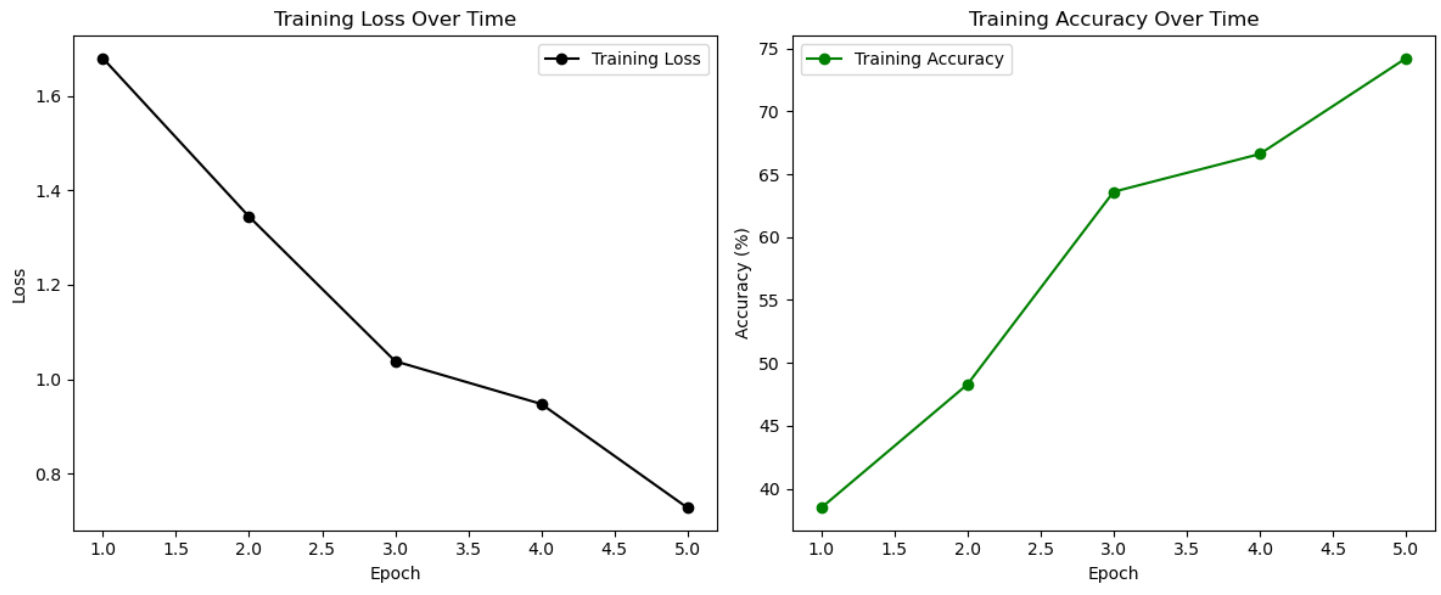 Training Loss Over Time
Training Loss
1.6
1.4
1.2
1.0
0.8
Loss
1.0 1.5 2.0 2.5 3.0 3.5 4.0 4.5 5.0
Epoch
Training Accuracy Over Time
Training Accuracy
75
70
65
60
55
50
45
40
Accuracy (%)
1.0 1.5 2.0 2.5 3.0 3.5 4.0 4.5 5.0
Epoch